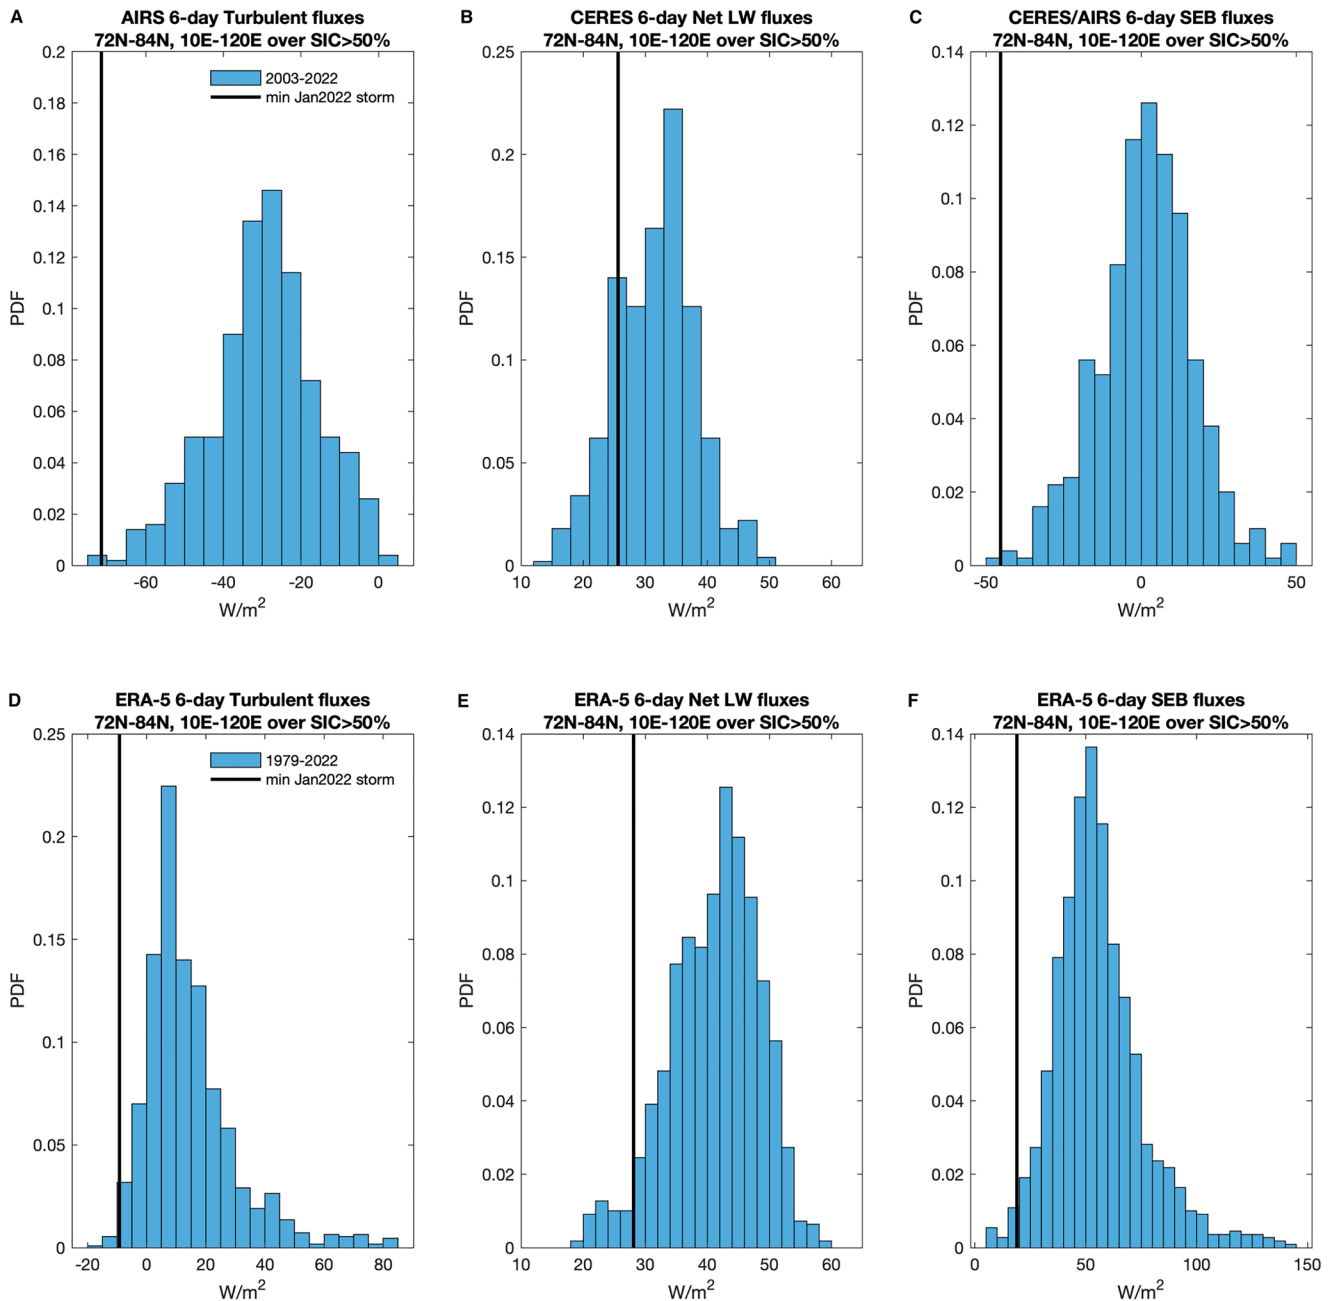 A
AIRS 6-day Turbulent fluxes
72N-84N, 10E-120E over SIC>50%
2003-2022
min Jan2022 storm
0.2
0.18
0.16
0.14
0.12
0.1
0.08
0.06
0.04
0.02
0
PDF
-60
-40
-20
0
W/m²
B
CERES 6-day Net LW fluxes
72N-84N, 10E-120E over SIC>50%
0.25
0.2
0.15
0.1
0.05
0
PDF
10
20
30
40
50
60
W/m²
C
CERES/AIRS 6-day SEB fluxes
72N-84N, 10E-120E over SIC>50%
0.14
0.12
0.1
0.08
0.06
0.04
0.02
0
PDF
-50
0
50
W/m²
D
ERA-5 6-day Turbulent fluxes
72N-84N, 10E-120E over SIC>50%
1979-2022
min Jan2022 storm
0.25
0.2
0.15
0.1
0.05
0
PDF
-20
0
20
40
60
80
W/m²
E
ERA-5 6-day Net LW fluxes
72N-84N, 10E-120E over SIC>50%
0.14
0.12
0.1
0.08
0.06
0.04
0.02
0
PDF
10
20
30
40
50
60
W/m²
F
ERA-5 6-day SEB fluxes
72N-84N, 10E-120E over SIC>50%
0.14
0.12
0.1
0.08
0.06
0.04
0.02
0
PDF
0
50
100
150
W/m²